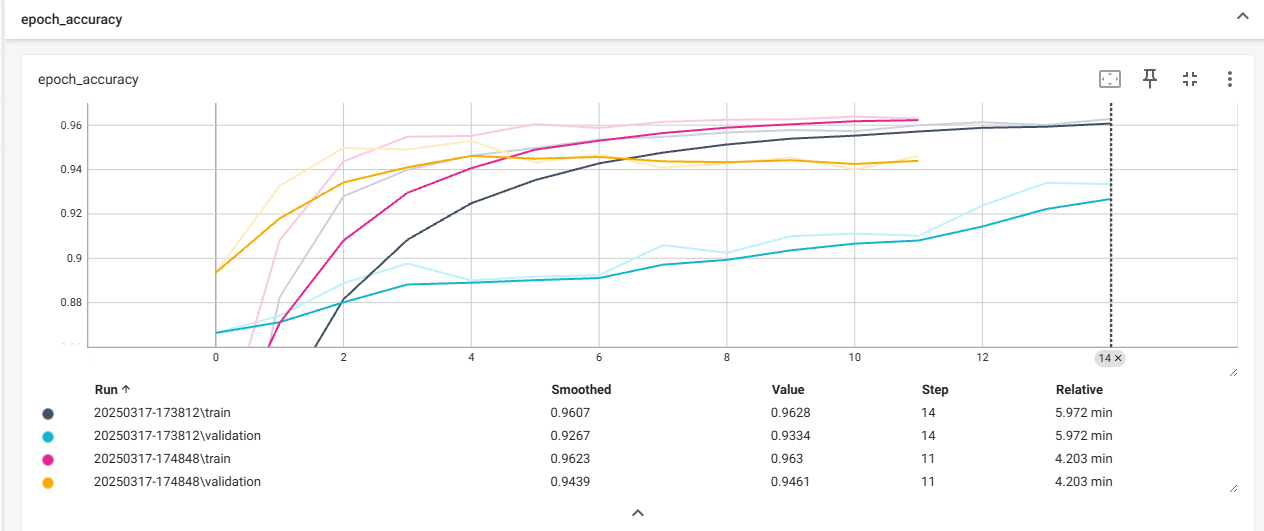 epoch_accuracy
epoch_accuracy
0.96
0.94
0.92
0.9
0.88
0.86
0 2 4 6 8 10 12 14 ×
Run ↑ Smoothed Value Step Relative
20250317-173812\train 0.9607 0.9628 14 5.972 min
20250317-173812\validation 0.9267 0.9334 14 5.972 min
20250317-174848\train 0.9623 0.963 11 4.203 min
20250317-174848\validation 0.9439 0.9461 11 4.203 min